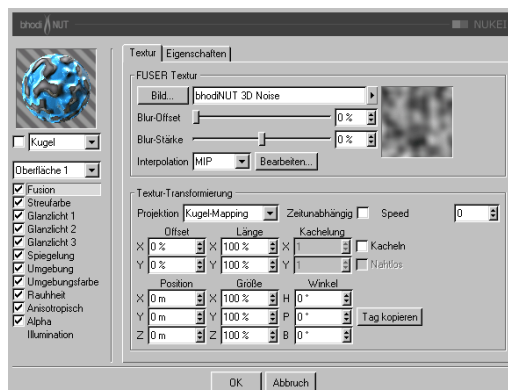 bhodi NUT
NUKEI
Textur Eigenschaften
FUSER Textur
Bild... bhodiNUT 3D Noise
Blur-Offset 0 %
Blur-Stärke 0 %
Interpolation MIP Bearbeiten...
Kugel
Oberfläche 1
Fusion
Streufarbe
Glanzlicht 1
Glanzlicht 2
Glanzlicht 3
Spiegelung
Umgebung
Umgebungsfarbe
Rauhheit
Anisotropisch
Alpha
Illumination
Textur-Transformierung
Projektion Kugel-Mapping Zeitunabhängig Speed 0
Offset Länge Kachelung
X 0 % X 100 % X 1 Kacheln
Y 0 % Y 100 % Y 1 Nahtlos
Position Größe Winkel
X 0 m X 100 % H 0 °
Y 0 m Y 100 % P 0 ° Tag kopieren
Z 0 m Z 100 % B 0 °
OK Abbruch